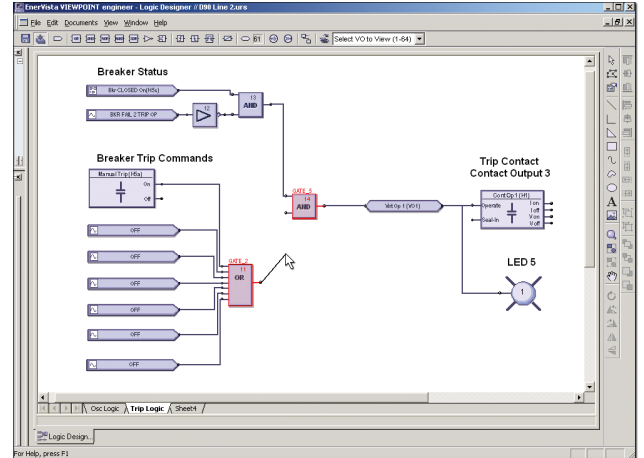 EnerVista VIEWPOINT engineer - Logic Designer // D90 Line 2.urs
File Edit Documents View Window Help
61
Select VO to View (1-64)
Breaker Status
Bkr CLOSED On(H5c)
BKR FAIL 2 TRIP OP
12
13
AND
Breaker Trip Commands
Manual Trip (H6a)
On
Off
OFF
OFF
OFF
OFF
OFF
OFF
GATE_2
11
OR
GATE_5
14
AND
Virt Op 1 (VO1)
Trip Contact
Contact Output 3
Cont Op 1 (H1)
Operate
Seal-In
I on
I off
V on
V off
LED 5
1
A
Osc Logic Trip Logic Sheet4
Logic Design...
For Help, press F1